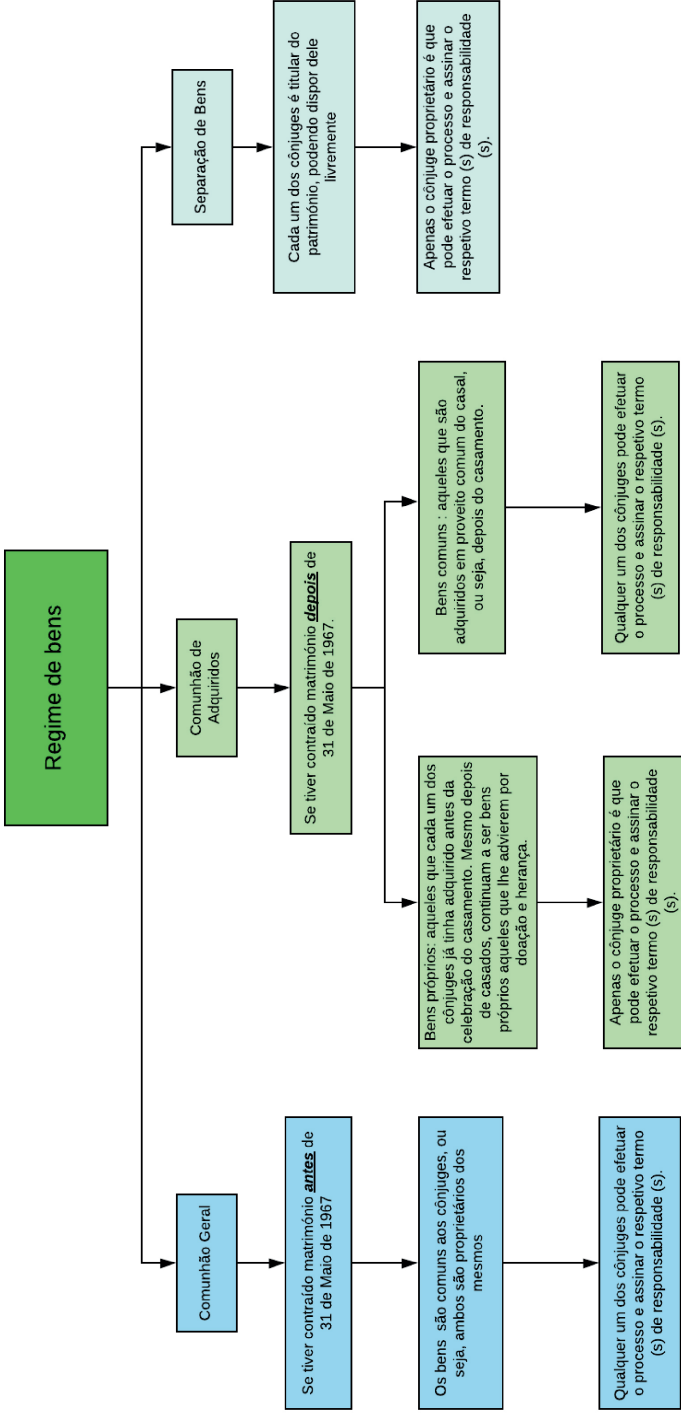 Regime de bens
Comunhão Geral
Se tiver contraído matrimónio antes de
31 de Maio de 1967
Os bens são comuns aos cônjuges, ou
seja, ambos são proprietários dos
mesmos
Qualquer um dos cônjuges pode efetuar
o processo e assinar o respetivo termo
(s) de responsabilidade (s).
Comunhão de
Adquiridos
Se tiver contraído matrimónio depois de
31 de Maio de 1967.
Bens próprios: aqueles que cada um dos
cônjuges já tinha adquirido antes da
celebração do casamento. Mesmo depois
de casados, continuam a ser bens
próprios aqueles que lhe advierem por
doação e herança.
Apenas o cônjuge proprietário é que
pode efetuar o processo e assinar o
respetivo termo (s) de responsabilidade
(s).
Bens comuns : aqueles que são
adquiridos em proveito comum do casal,
ou seja, depois do casamento.
Qualquer um dos cônjuges pode efetuar
o processo e assinar o respetivo termo
(s) de responsabilidade (s).
Separação de Bens
Cada um dos cônjuges é titular do
património, podendo dispor dele
livremente
Apenas o cônjuge proprietário é que
pode efetuar o processo e assinar o
respetivo termo (s) de responsabilidade
(s).